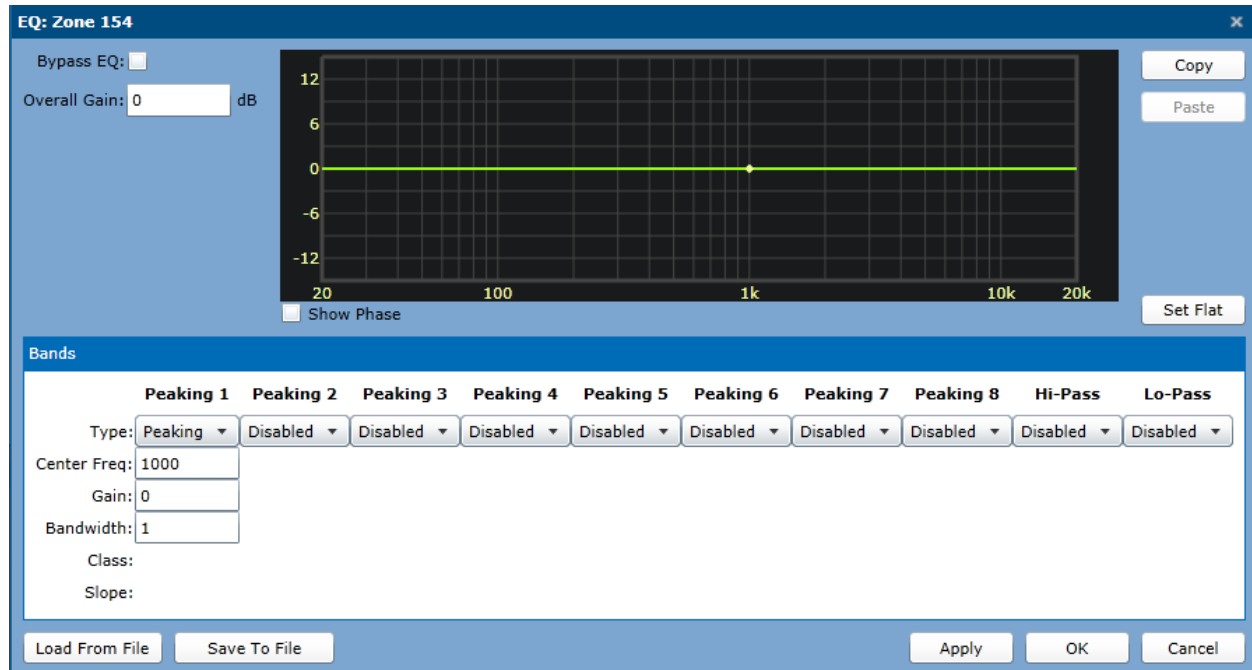 EQ: Zone 154 ×
Bypass EQ:
Overall Gain: 0 dB
Copy
Paste
12
6
0
-6
-12
20 100 1k 10k 20k
Show Phase
Set Flat
Bands
Peaking 1 Peaking 2 Peaking 3 Peaking 4 Peaking 5 Peaking 6 Peaking 7 Peaking 8 Hi-Pass Lo-Pass
Type: Peaking Disabled Disabled Disabled Disabled Disabled Disabled Disabled Disabled Disabled
Center Freq: 1000
Gain: 0
Bandwidth: 1
Class:
Slope:
Load From File Save To File Apply OK Cancel